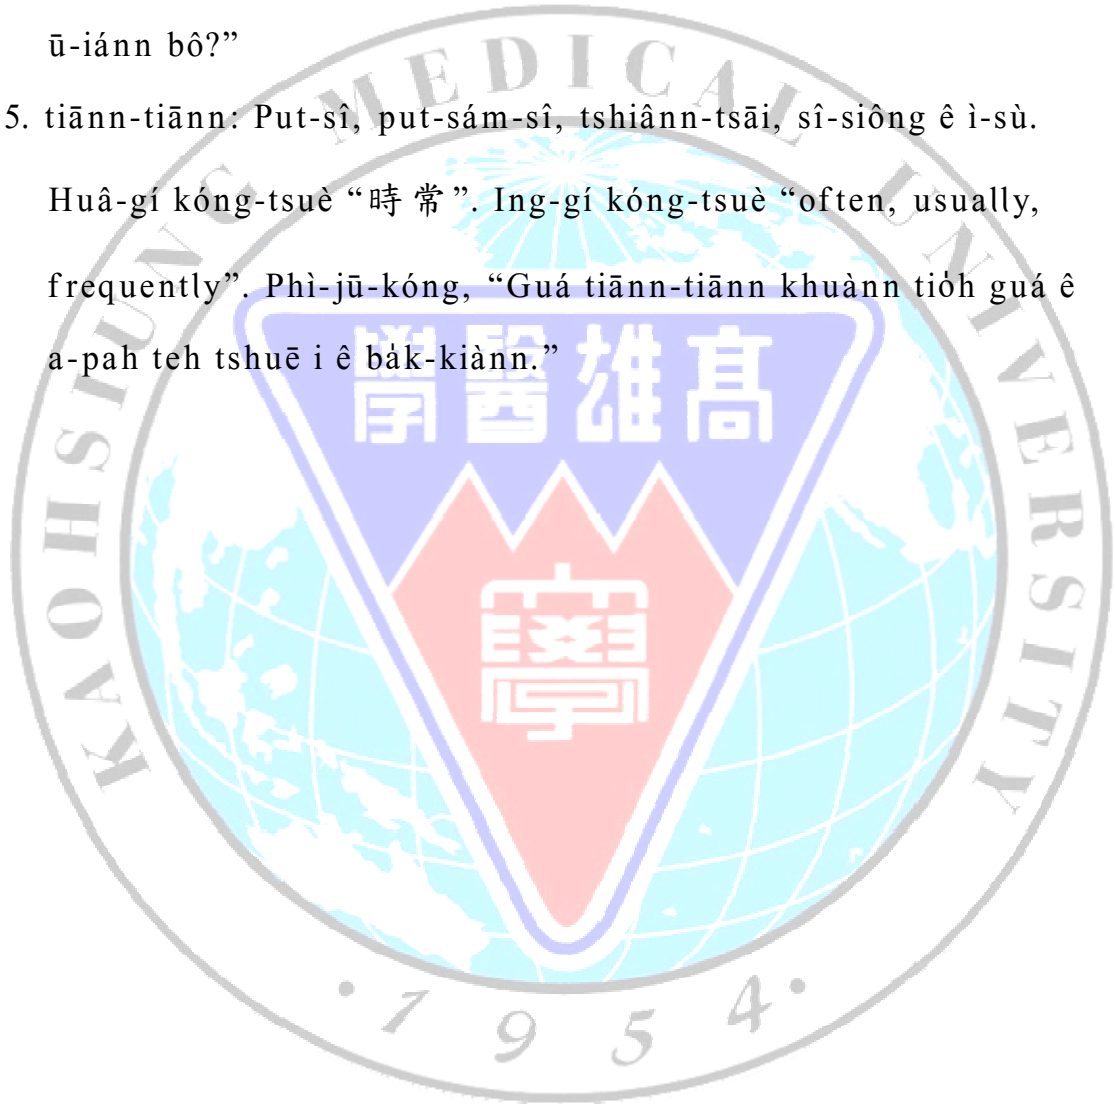 ū-iánn bô?”
5. tiānn-tiānn: Put-sî, put-sám-sî, tshiânn-tsāi, sî-siông ê ì-sù.
Huâ-gí kóng-tsuè “時常”. Ing-gí kóng-tsuè “often, usually,
frequently”. Phì-jū-kóng, “Guá tiānn-tiānn khuànn tio̍h guá ê
a-pah teh tshuē i ê ba̍k-kiànn.”
KAOHSIUNG MEDICAL UNIVERSITY
學醫雄高
學
•1954•